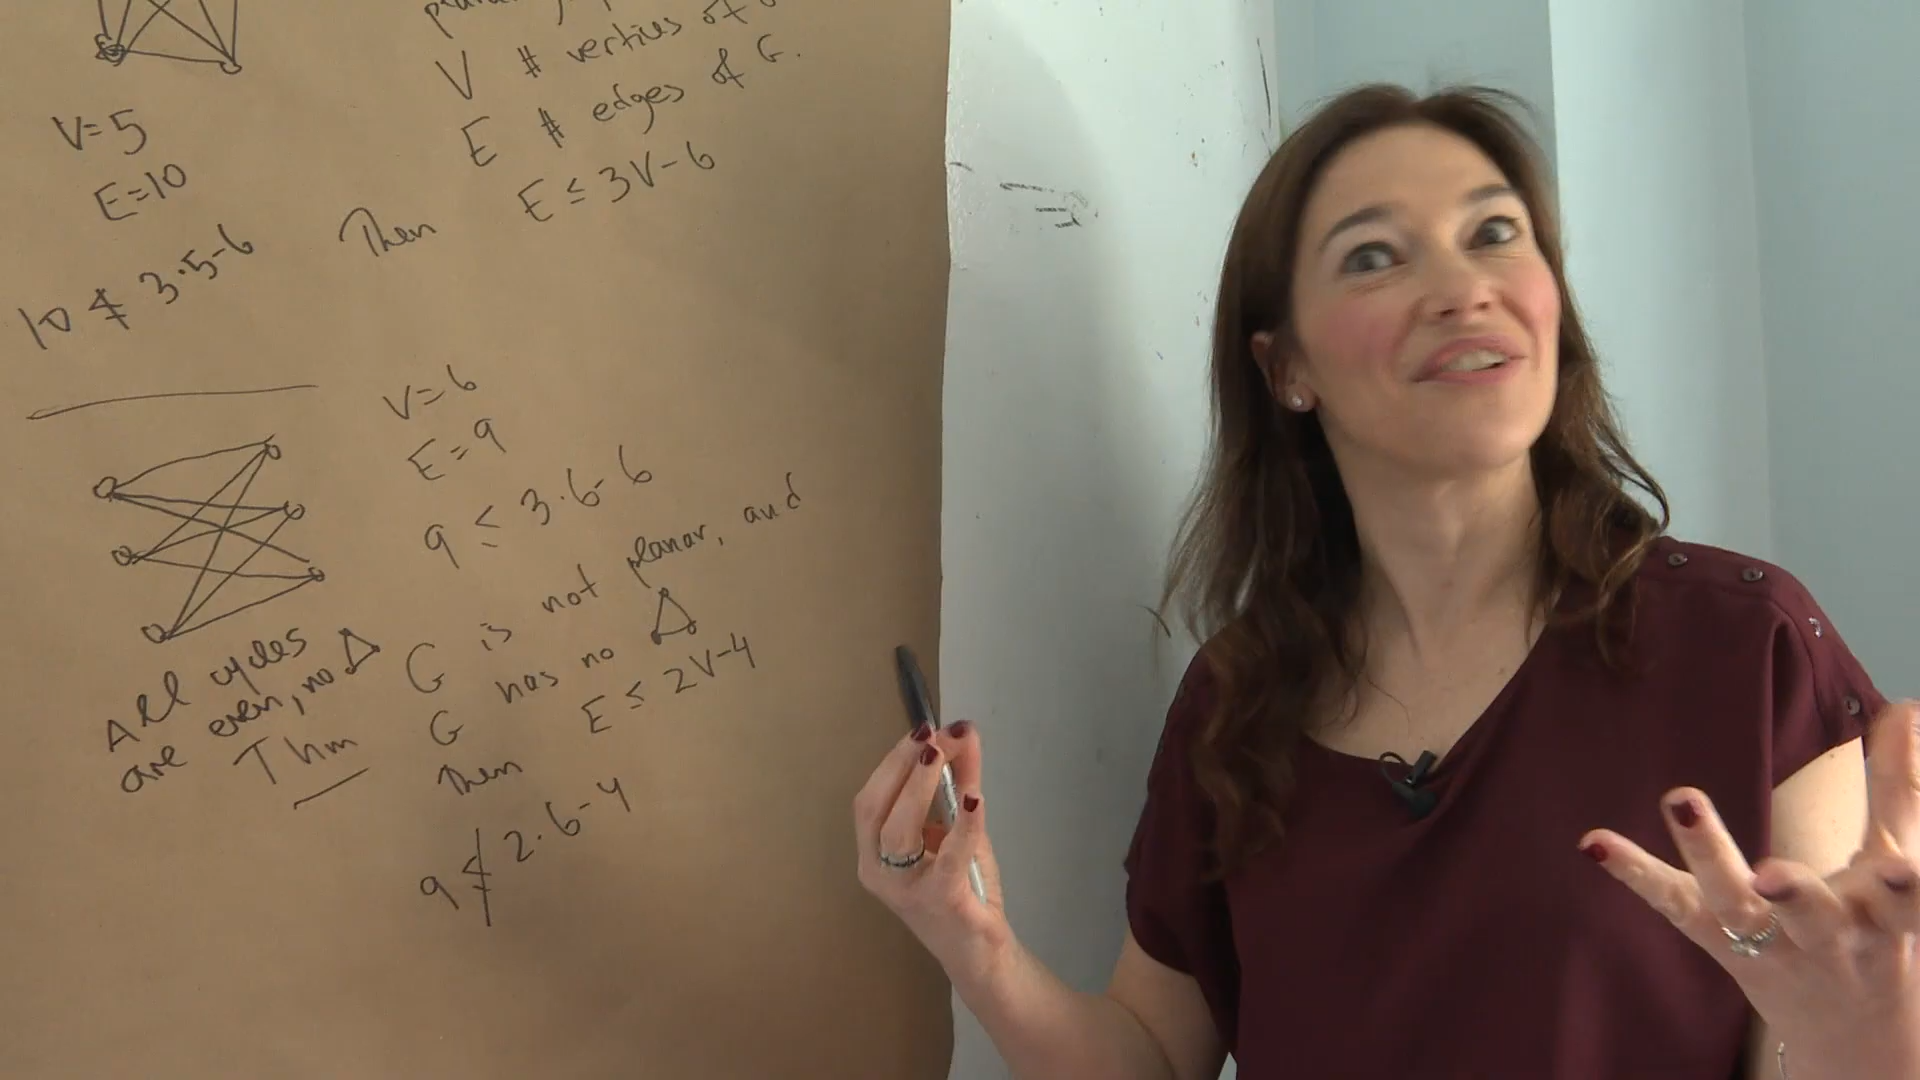 V # vertices of
E # edges of G.
Then E ≤ 3V-6
V=5
E=10
10 ≰ 3·5-6
V=6
E=9
9 ≤ 3·6-6
All cycles
are even, no △
Thm G is not planar, and
G has no △
Then E ≤ 2V-4
9 ≰ 2·6-4